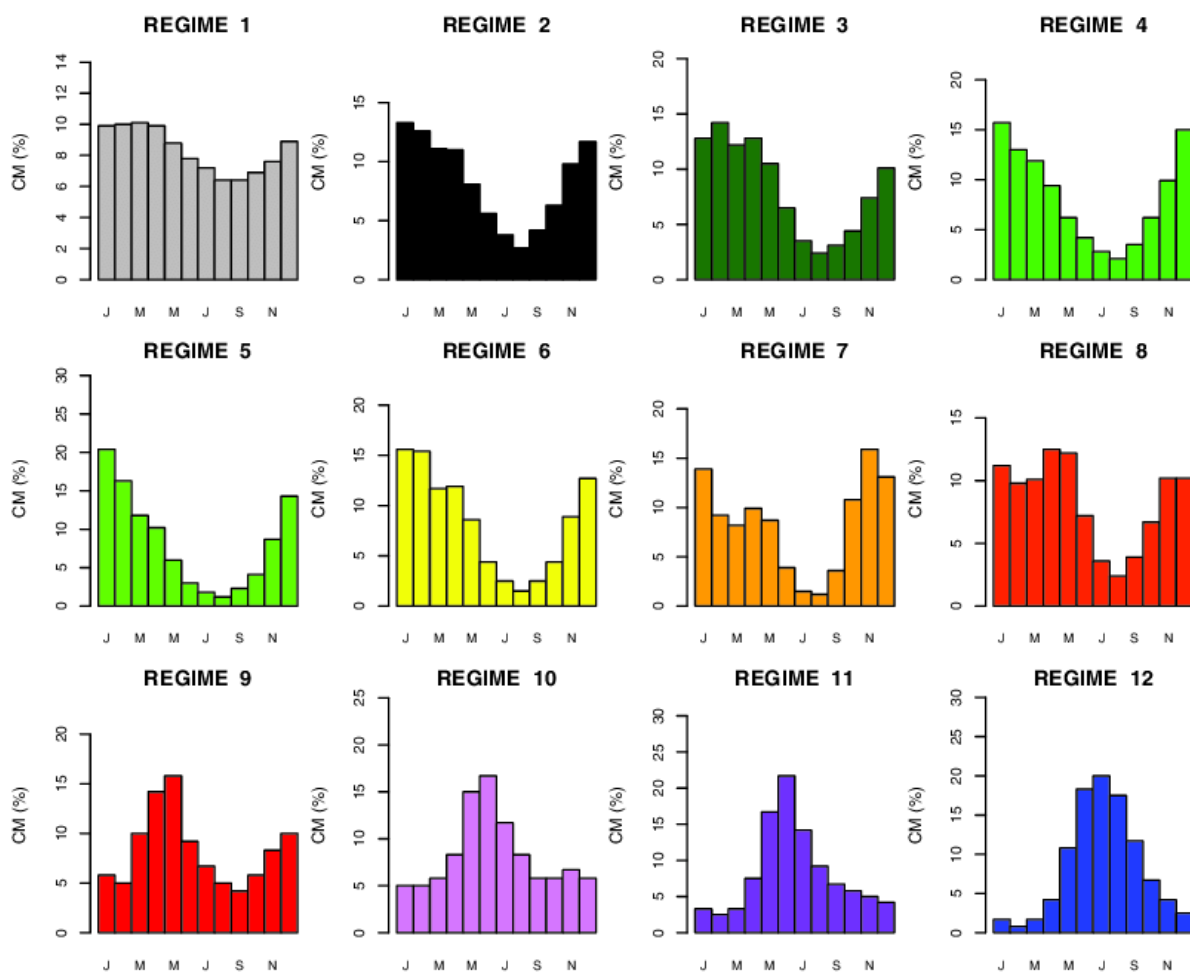 REGIME 1
CM (%)
14
12
10
8
6
4
2
0
J M M J S N
REGIME 2
CM (%)
15
10
5
0
J M M J S N
REGIME 3
CM (%)
20
15
10
5
0
J M M J S N
REGIME 4
CM (%)
20
15
10
5
0
J M M J S N
REGIME 5
CM (%)
30
25
20
15
10
5
0
J M M J S N
REGIME 6
CM (%)
20
15
10
5
0
J M M J S N
REGIME 7
CM (%)
20
15
10
5
0
J M M J S N
REGIME 8
CM (%)
15
10
5
0
J M M J S N
REGIME 9
CM (%)
20
15
10
5
0
J M M J S N
REGIME 10
CM (%)
25
20
15
10
5
0
J M M J S N
REGIME 11
CM (%)
30
25
20
15
10
5
0
J M M J S N
REGIME 12
CM (%)
30
25
20
15
10
5
0
J M M J S N